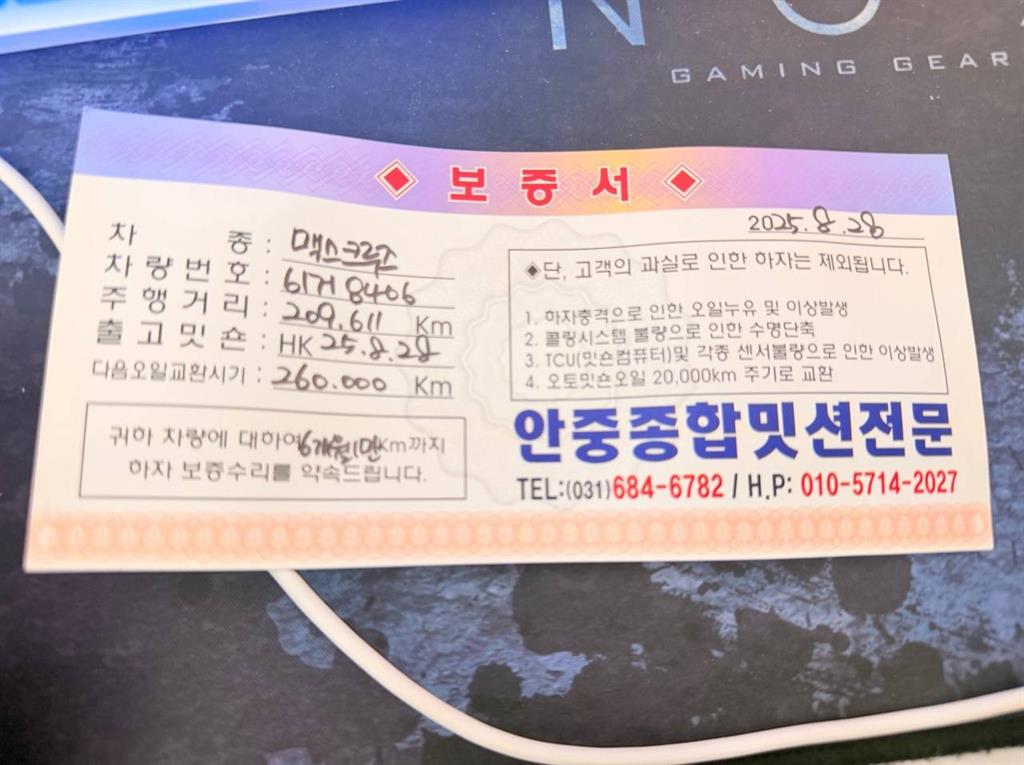 GAMING GEAR
보증서
2025.8.28
차종 : 맥스크루즈
차량번호 : 61거 8406
주행거리 : 209.611 Km
출고밋숀 : HK 25.8.28
다음오일교환시기 : 260.000 Km
귀하 차량에 대하여 6개월 1만Km까지
하자 보증수리를 약속드립니다.
◆단, 고객의 과실로 인한 하자는 제외됩니다.
1. 하자충격으로 인한 오일누유 및 이상발생
2. 콜링시스템 불량으로 인한 수명단축
3. TCU(밋숀컴퓨터)및 각종 센서불량으로 인한 이상발생
4. 오토밋숀오일 20,000km 주기로 교환
안중종합밋션전문
TEL:(031)684-6782 / H.P: 010-5714-2027